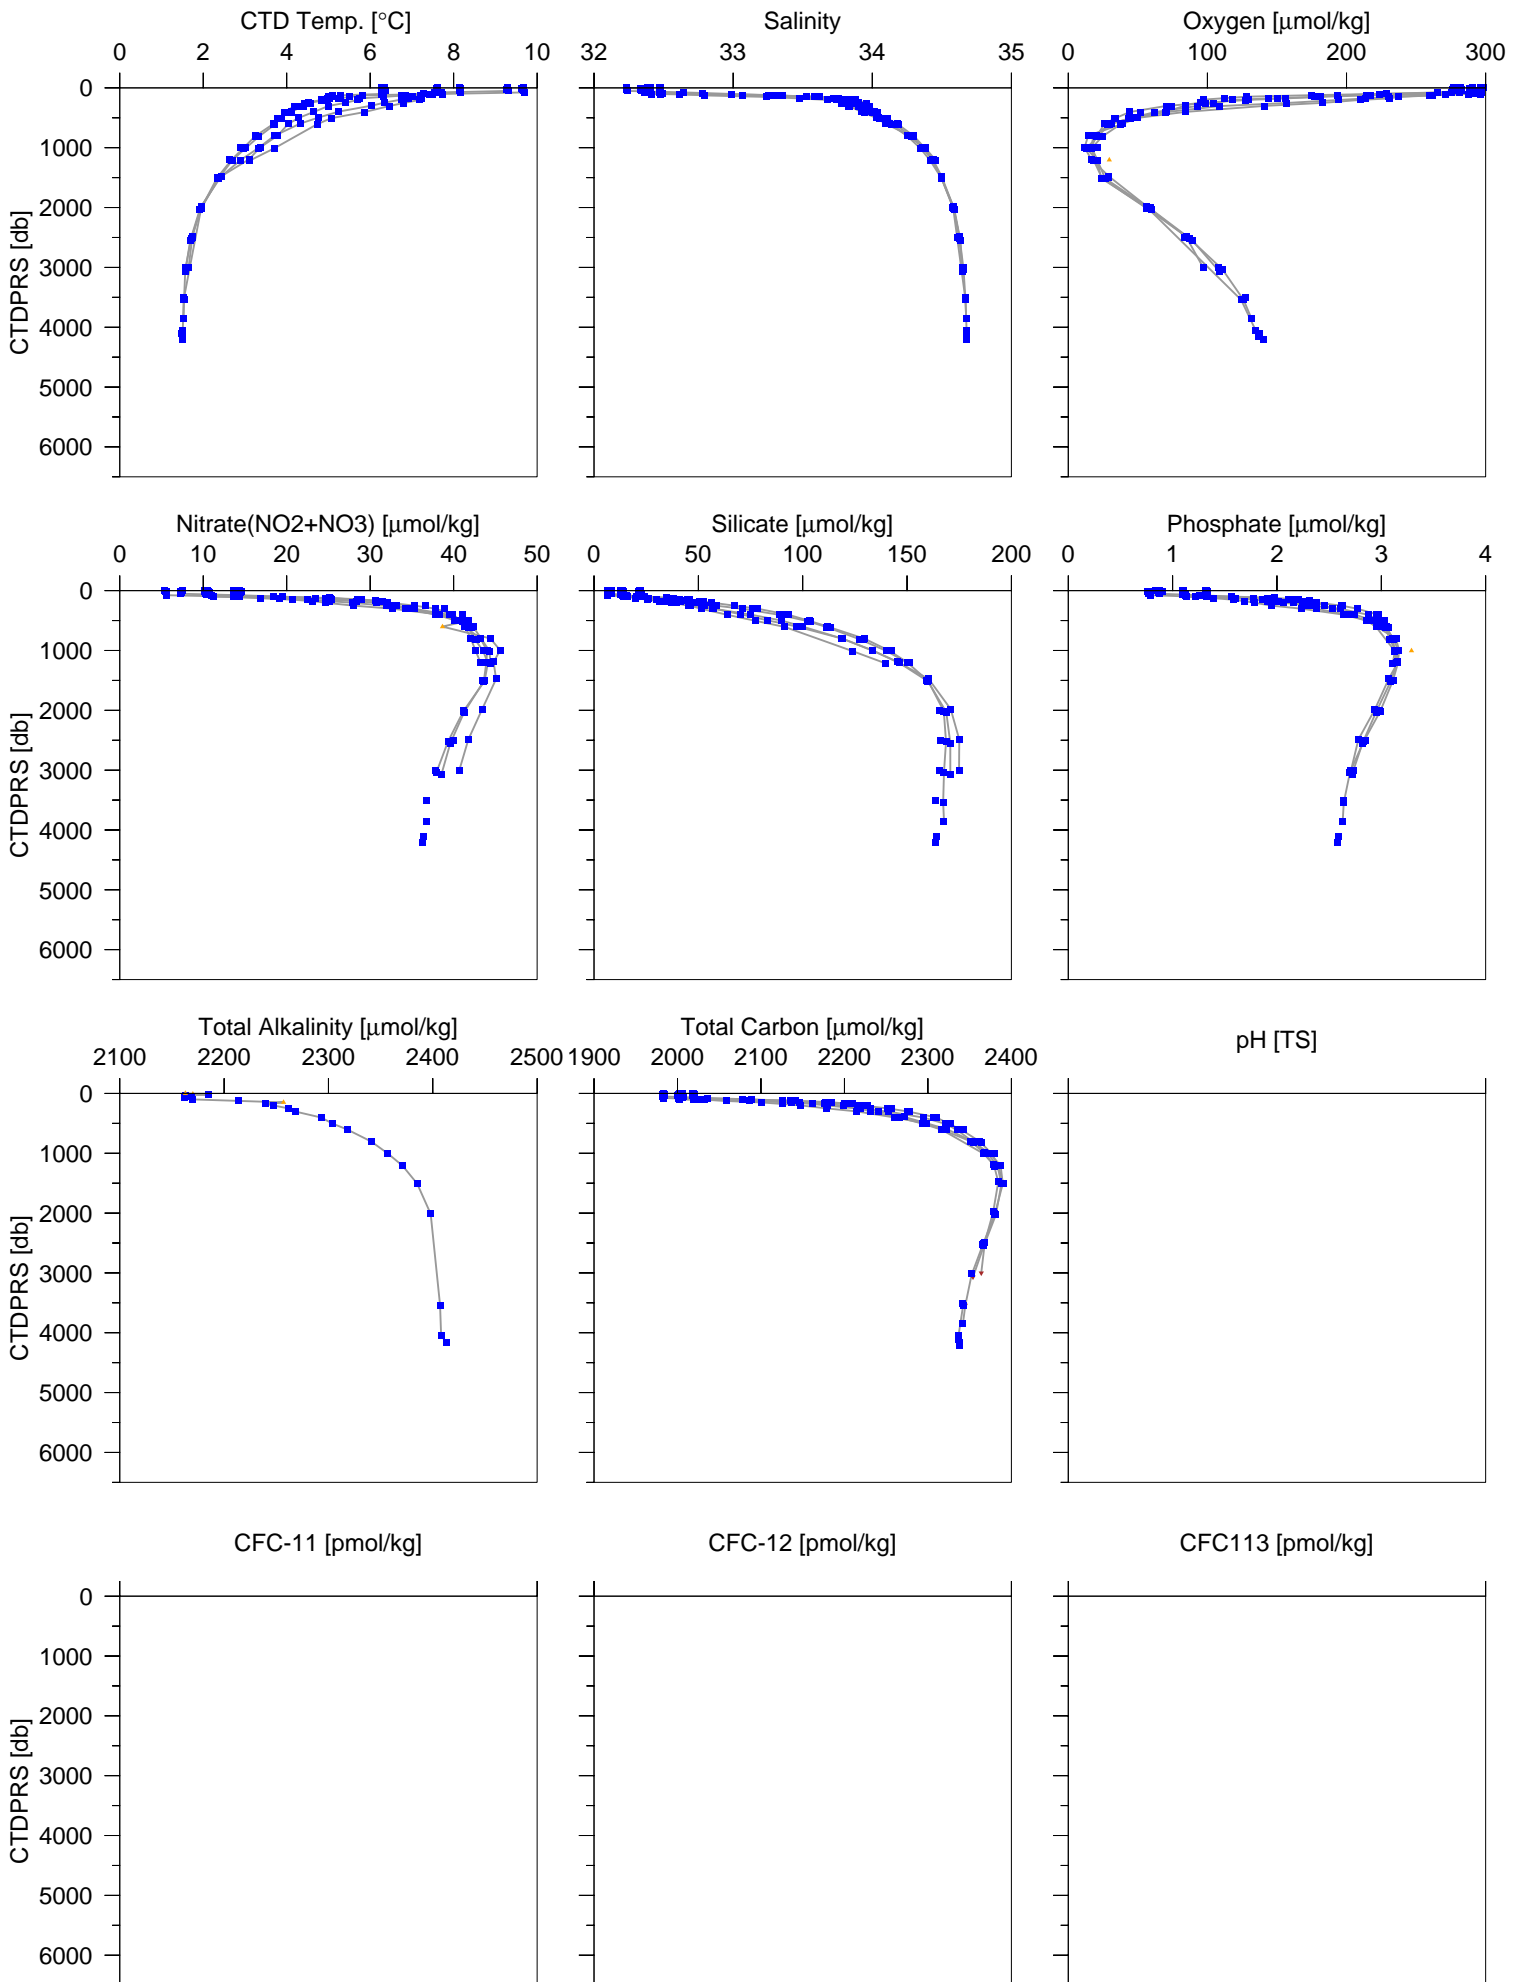 CTD Temp. [°C] Salinity Oxygen [μmol/kg]
0 2 4 6 8 10 32 33 34 35 0 100 200 300
0
1000
2000
3000
4000
5000
6000
CTDPRS [db]
Nitrate(NO2+NO3) [μmol/kg] Silicate [μmol/kg] Phosphate [μmol/kg]
0 10 20 30 40 50 0 50 100 150 200 0 1 2 3 4
0
1000
2000
3000
4000
5000
6000
CTDPRS [db]
Total Alkalinity [μmol/kg] Total Carbon [μmol/kg] pH [TS]
2100 2200 2300 2400 2500 1900 2000 2100 2200 2300 2400
0
1000
2000
3000
4000
5000
6000
CTDPRS [db]
CFC-11 [pmol/kg] CFC-12 [pmol/kg] CFC113 [pmol/kg]
0
1000
2000
3000
4000
5000
6000
CTDPRS [db]